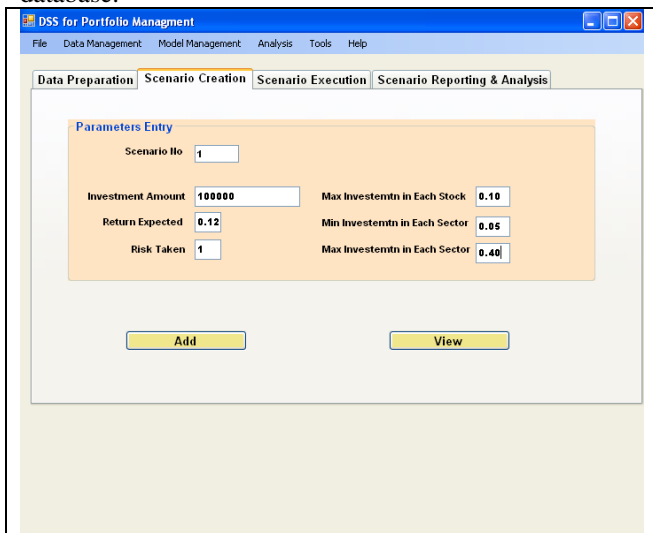 database.
DSS for Portfolio Managment
File Data Management Model Management Analysis Tools Help
Data Preparation Scenario Creation Scenario Execution Scenario Reporting & Analysis
Parameters Entry
Scenario No 1
Investment Amount 100000 Max Investemtn in Each Stock 0.10
Return Expected 0.12 Min Investemtn in Each Sector 0.05
Risk Taken 1 Max Investemtn in Each Sector 0.40
Add View